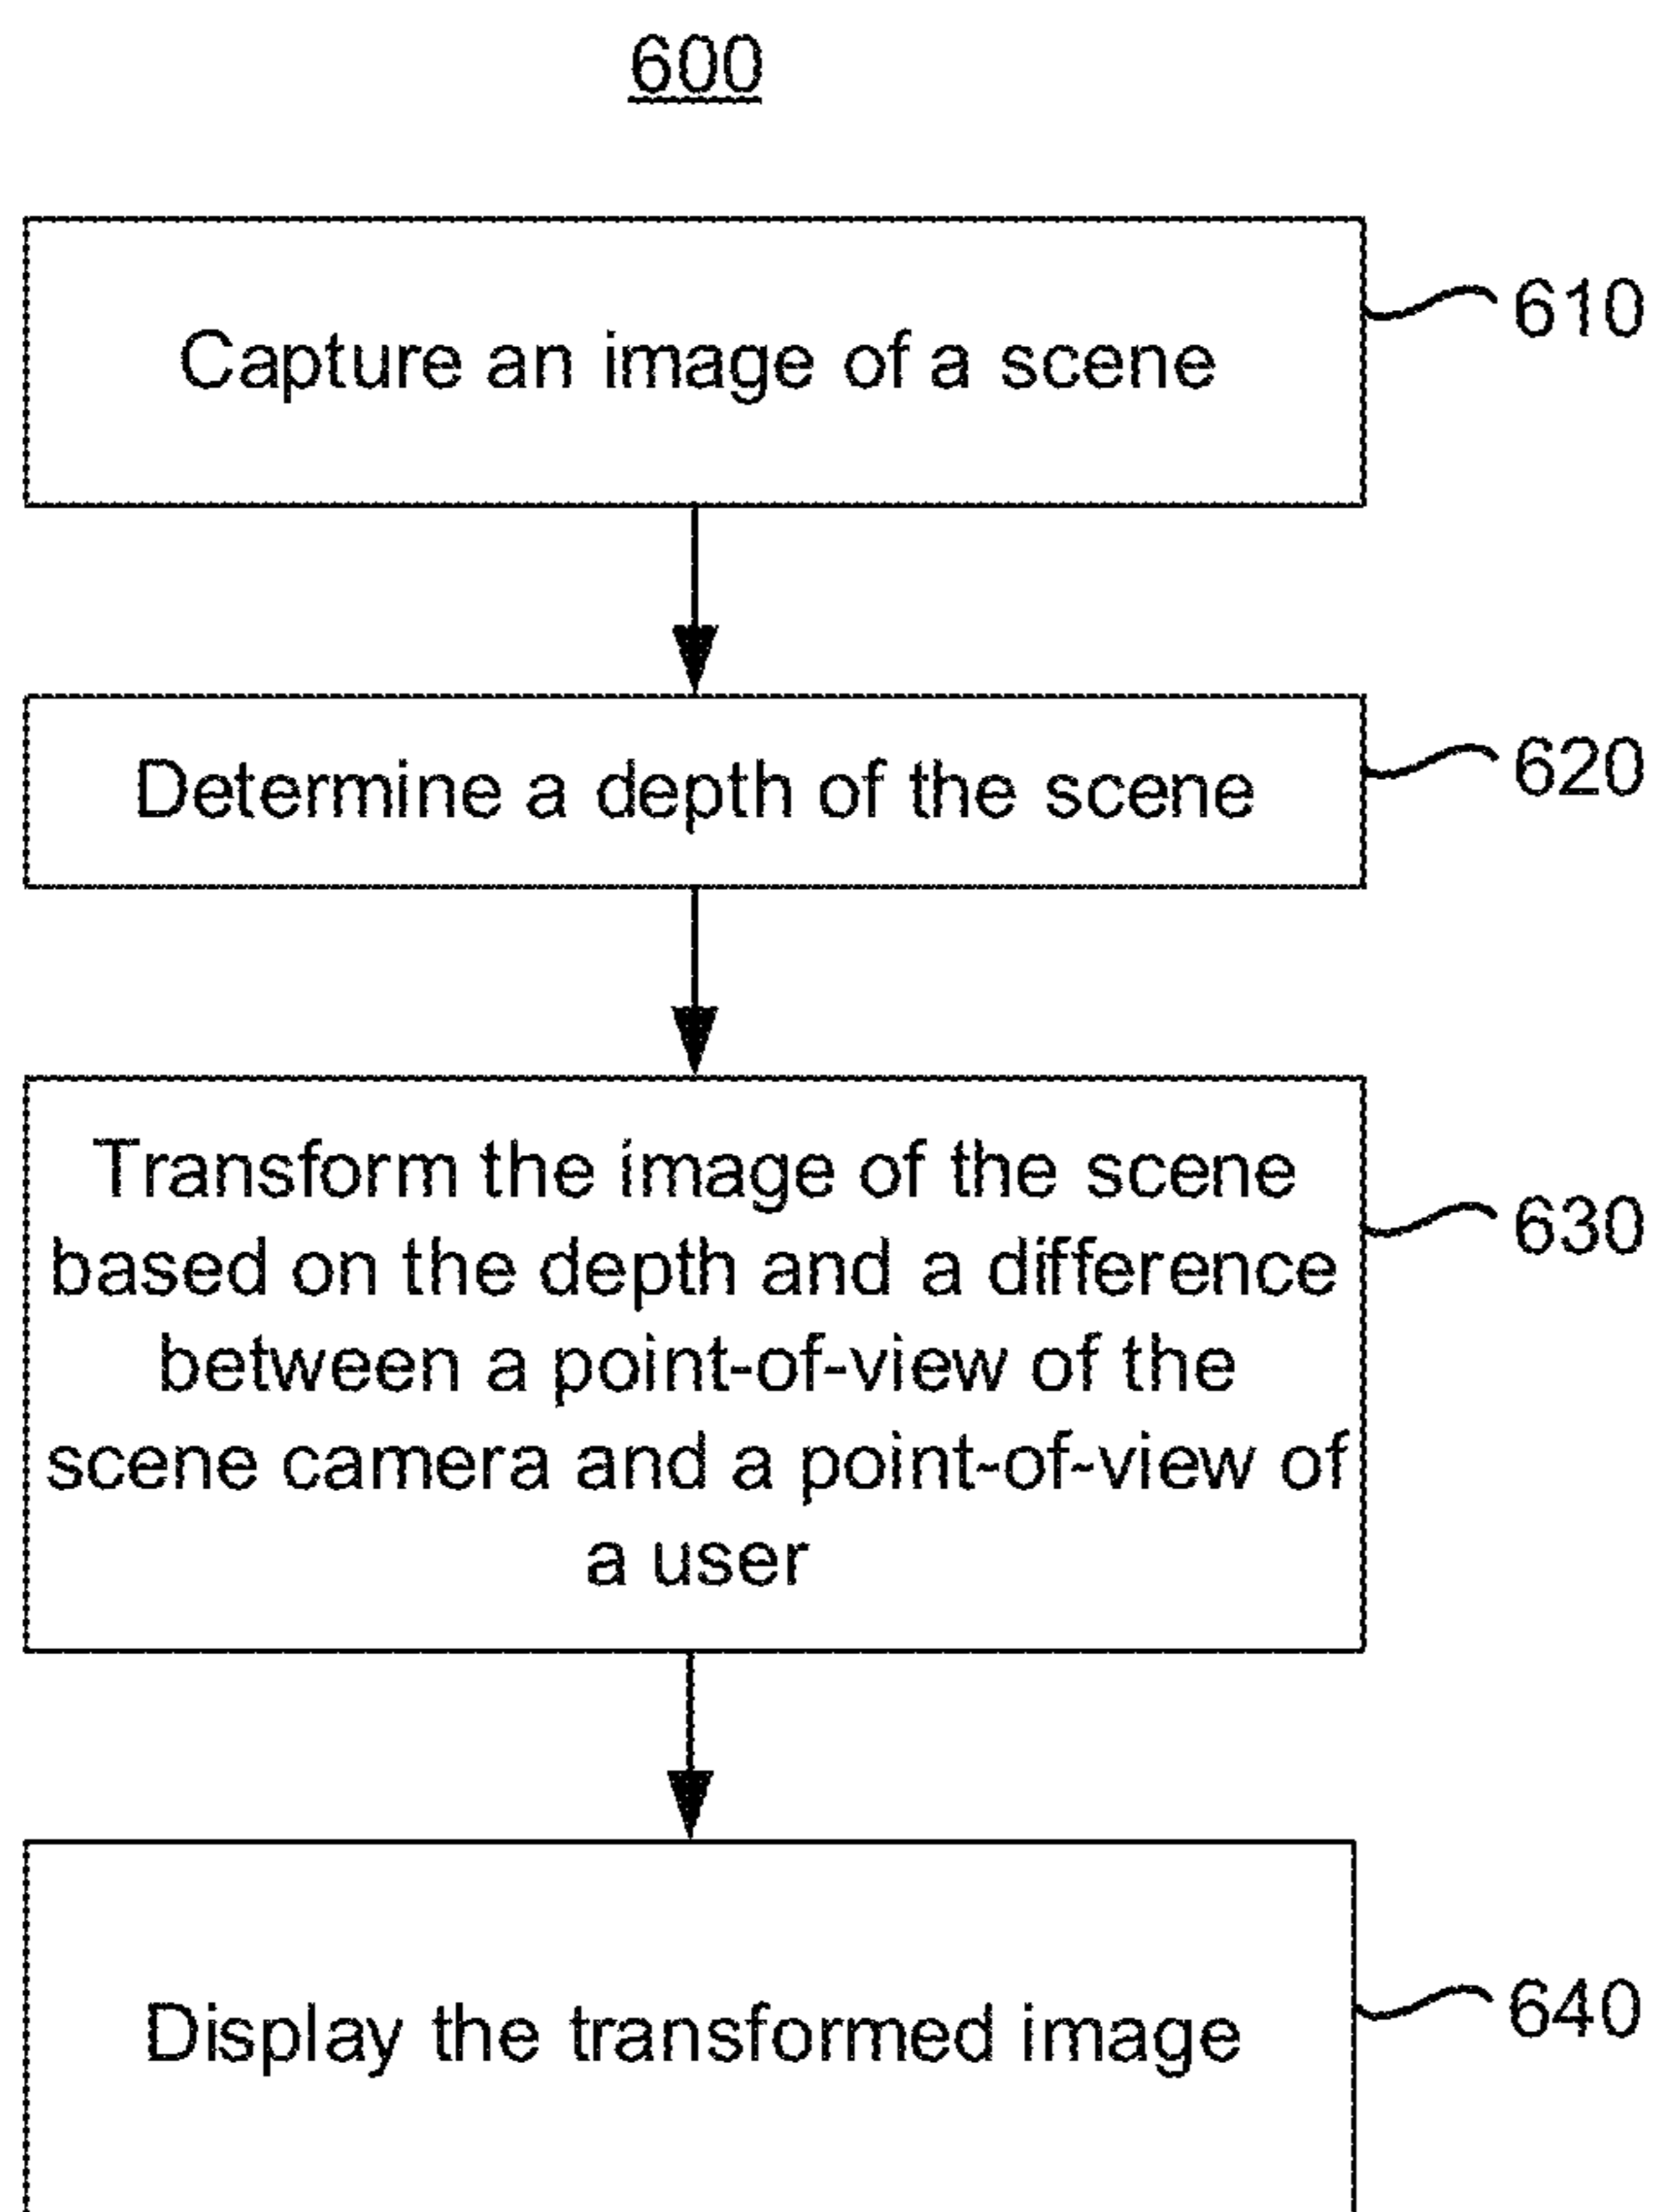 600
Capture an image of a scene
610
Determine a depth of the scene
620
Transform the image of the scene
based on the depth and a difference
between a point-of-view of the
scene camera and a point-of-view of
a user
630
Display the transformed image
640